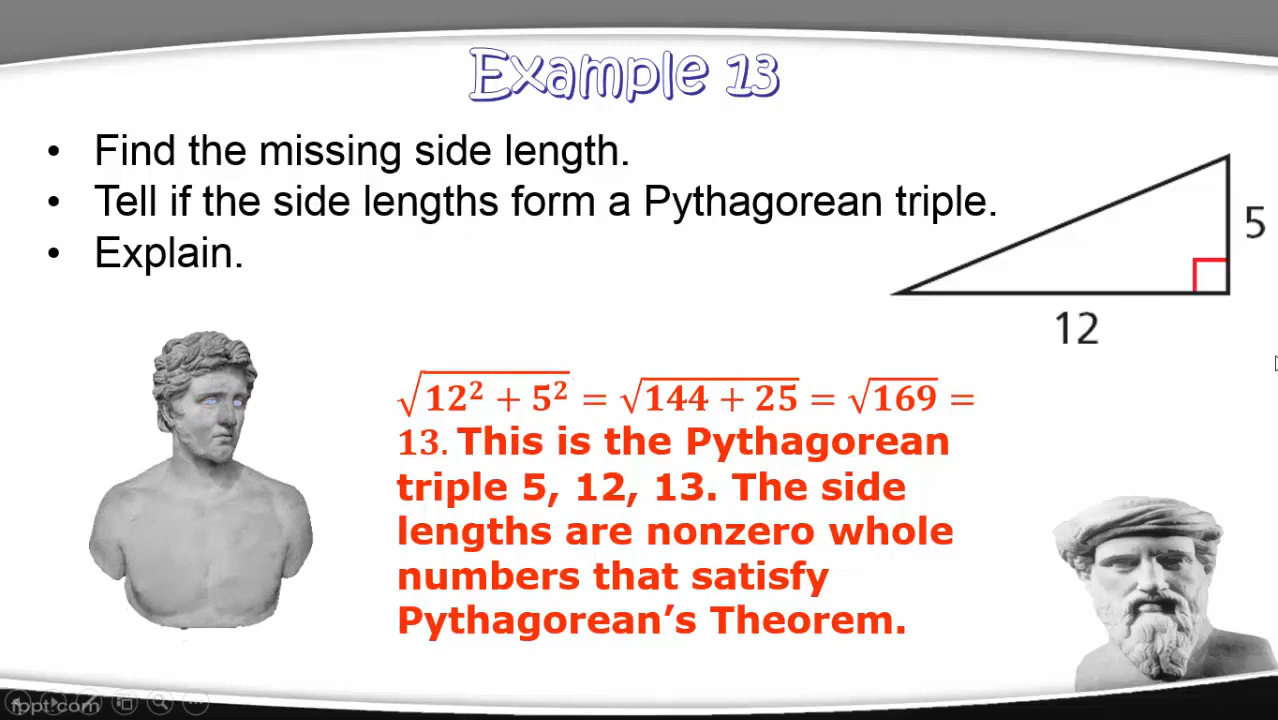 Example 13
• Find the missing side length.
• Tell if the side lengths form a Pythagorean triple.
• Explain.
5
12
√(12² + 5²) = √(144 + 25) = √169 =
13. This is the Pythagorean
triple 5, 12, 13. The side
lengths are nonzero whole
numbers that satisfy
Pythagorean’s Theorem.
fppt.com